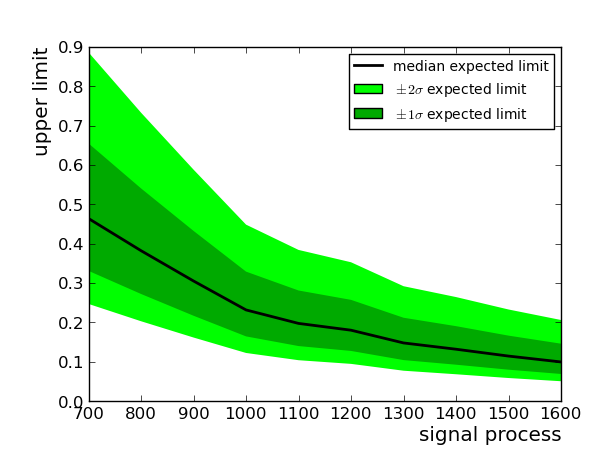 upper limit
0.9
0.8
0.7
0.6
0.5
0.4
0.3
0.2
0.1
0.0
median expected limit
±2σ expected limit
±1σ expected limit
700 800 900 1000 1100 1200 1300 1400 1500 1600
signal process